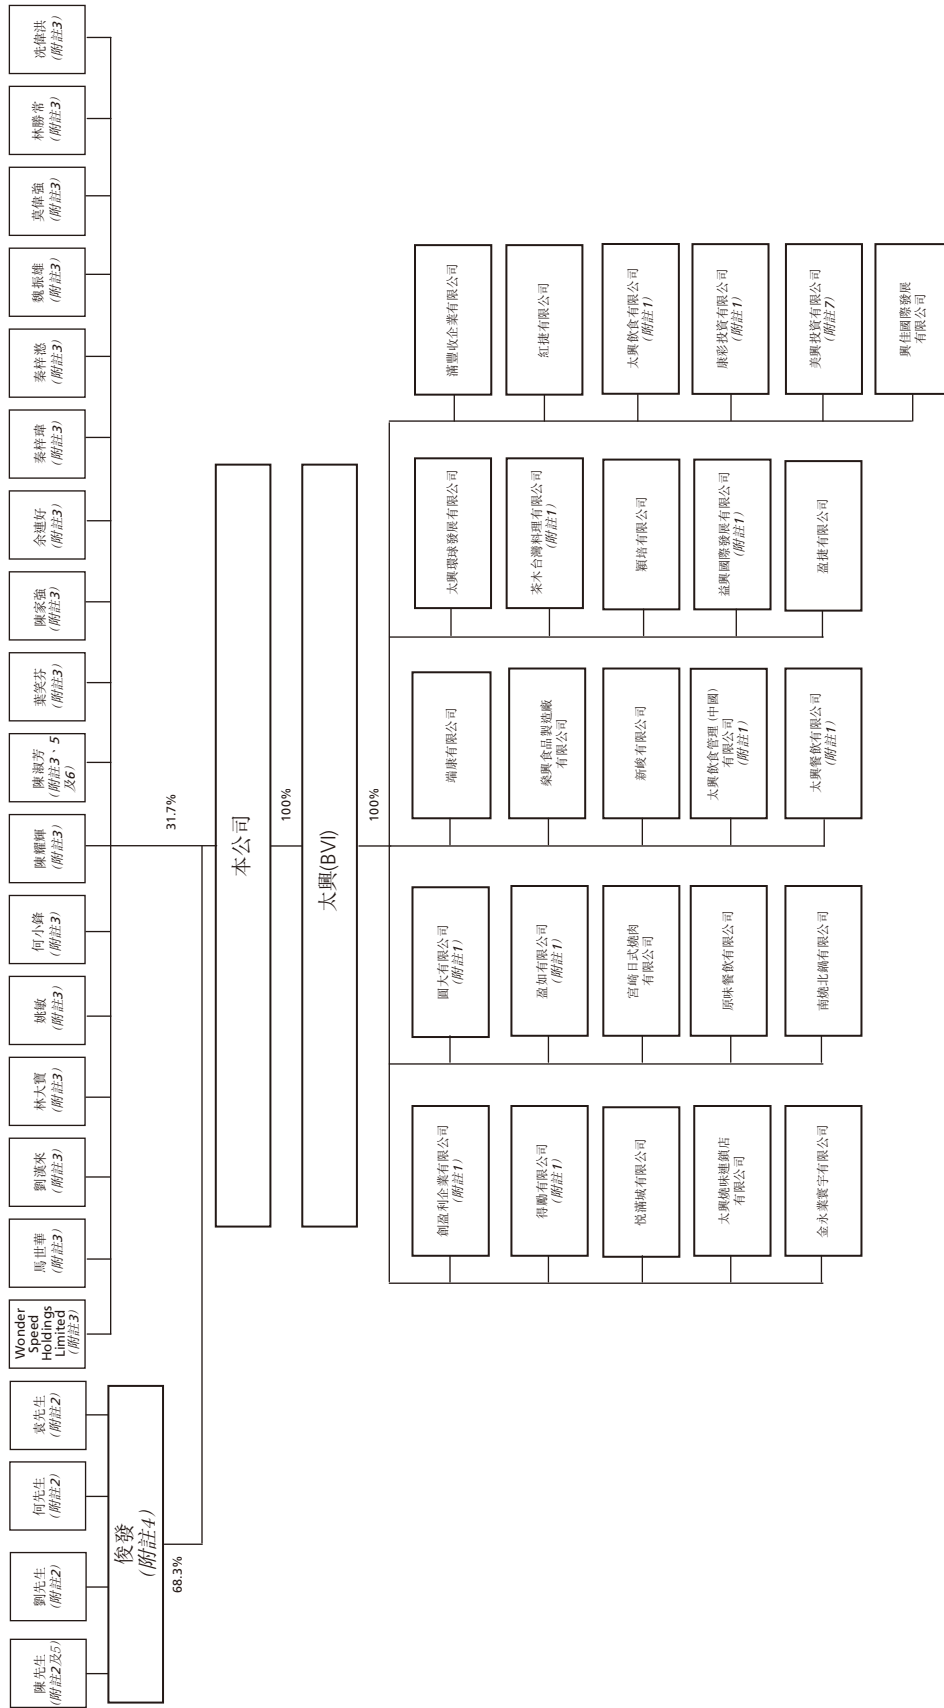 陳先生
(附註2及5)
劉先生
(附註2)
何先生
(附註2)
袁先生
(附註2)
Wonder
Speed
Holdings
Limited
(附註3)
馬世華
(附註3)
劉漢來
(附註3)
林大寶
(附註3)
姚敏
(附註3)
何小鋒
(附註3)
陳耀輝
(附註3)
陳淑芳
(附註3、5
及6)
葉笑芬
(附註3)
陳家強
(附註3)
余連好
(附註3)
秦梓瑋
(附註3)
秦梓漛
(附註3)
魏振雄
(附註3)
莫偉強
(附註3)
林勝常
(附註3)
冼偉洪
(附註3)
俊發
(附註4)
68.3%
31.7%
本公司
100%
太興(BVI)
100%
創盈利企業有限公司
(附註1)
圓大有限公司
(附註1)
端康有限公司
太興環球發展有限公司
滿豐收企業有限公司
得勵有限公司
(附註1)
盈如有限公司
(附註1)
燊興食品製造廠
有限公司
茶木台灣料理有限公司
(附註1)
紅捷有限公司
悅滿城有限公司
宮崎日式燒肉
有限公司
新峻有限公司
穎培有限公司
太興飲食有限公司
(附註1)
太興燒味連鎖店
有限公司
原味餐飲有限公司
太興飲食管理 (中國)
有限公司
(附註1)
益興國際發展有限公司
(附註1)
康彩投資有限公司
(附註1)
金永業寰宇有限公司
南燒北鍋有限公司
太興餐飲有限公司
(附註1)
盈捷有限公司
美興投資有限公司
(附註7)
興佳國際發展
有限公司